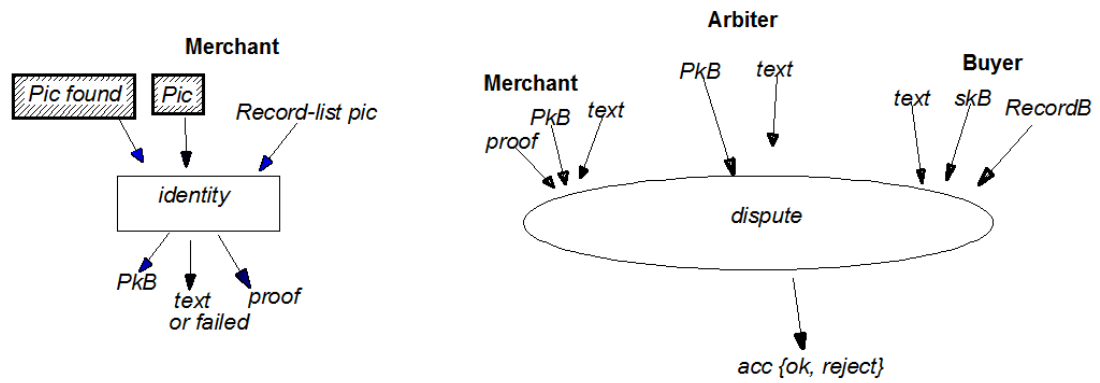 Merchant
Pic found
Pic
Record-list pic
identity
PkB
text
or failed
proof
Arbiter
PkB
text
Merchant
proof
PkB
text
Buyer
text
skB
RecordB
dispute
acc {ok, reject}